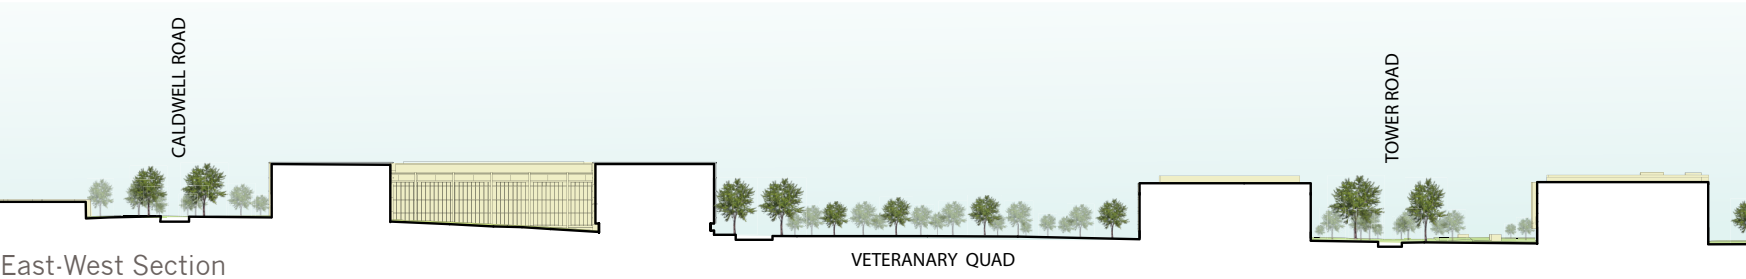 CALDWELL ROAD
TOWER ROAD
VETERANARY QUAD
East-West Section